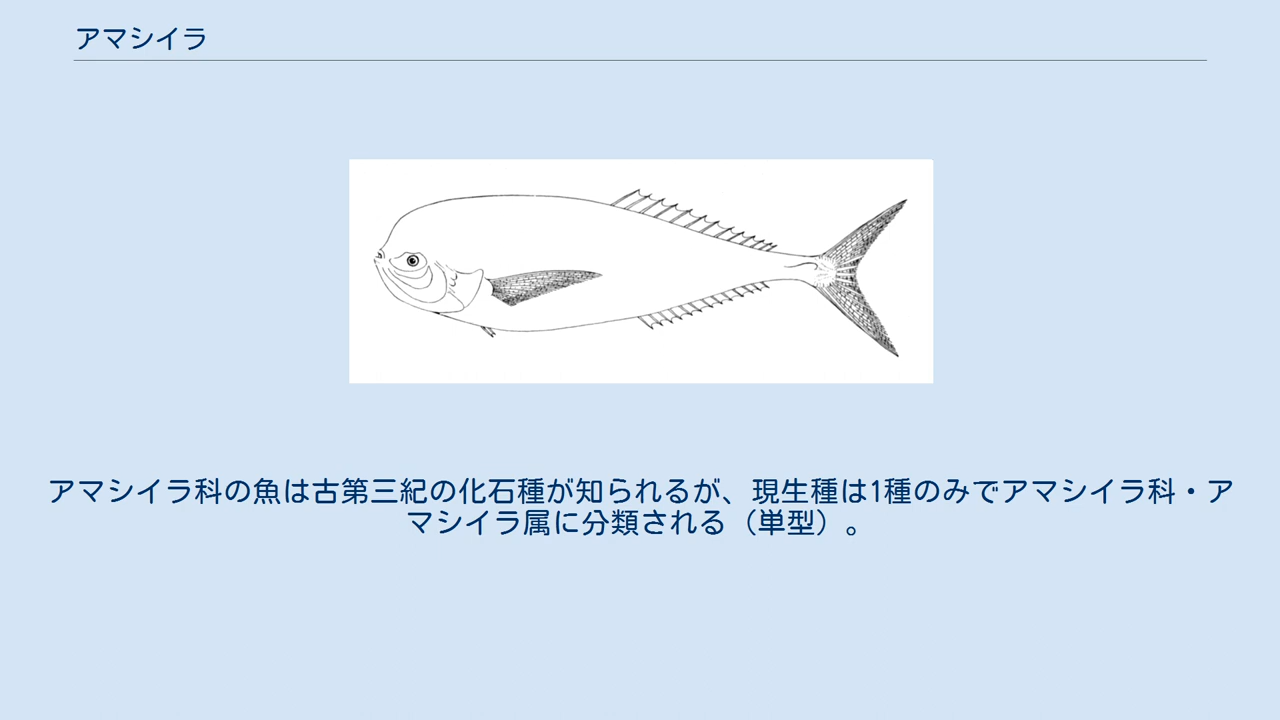 アマシイラ
アマシイラ科の魚は古第三紀の化石種が知られるが、現生種は1種のみでアマシイラ科・ア
マシイラ属に分類される（単型）。